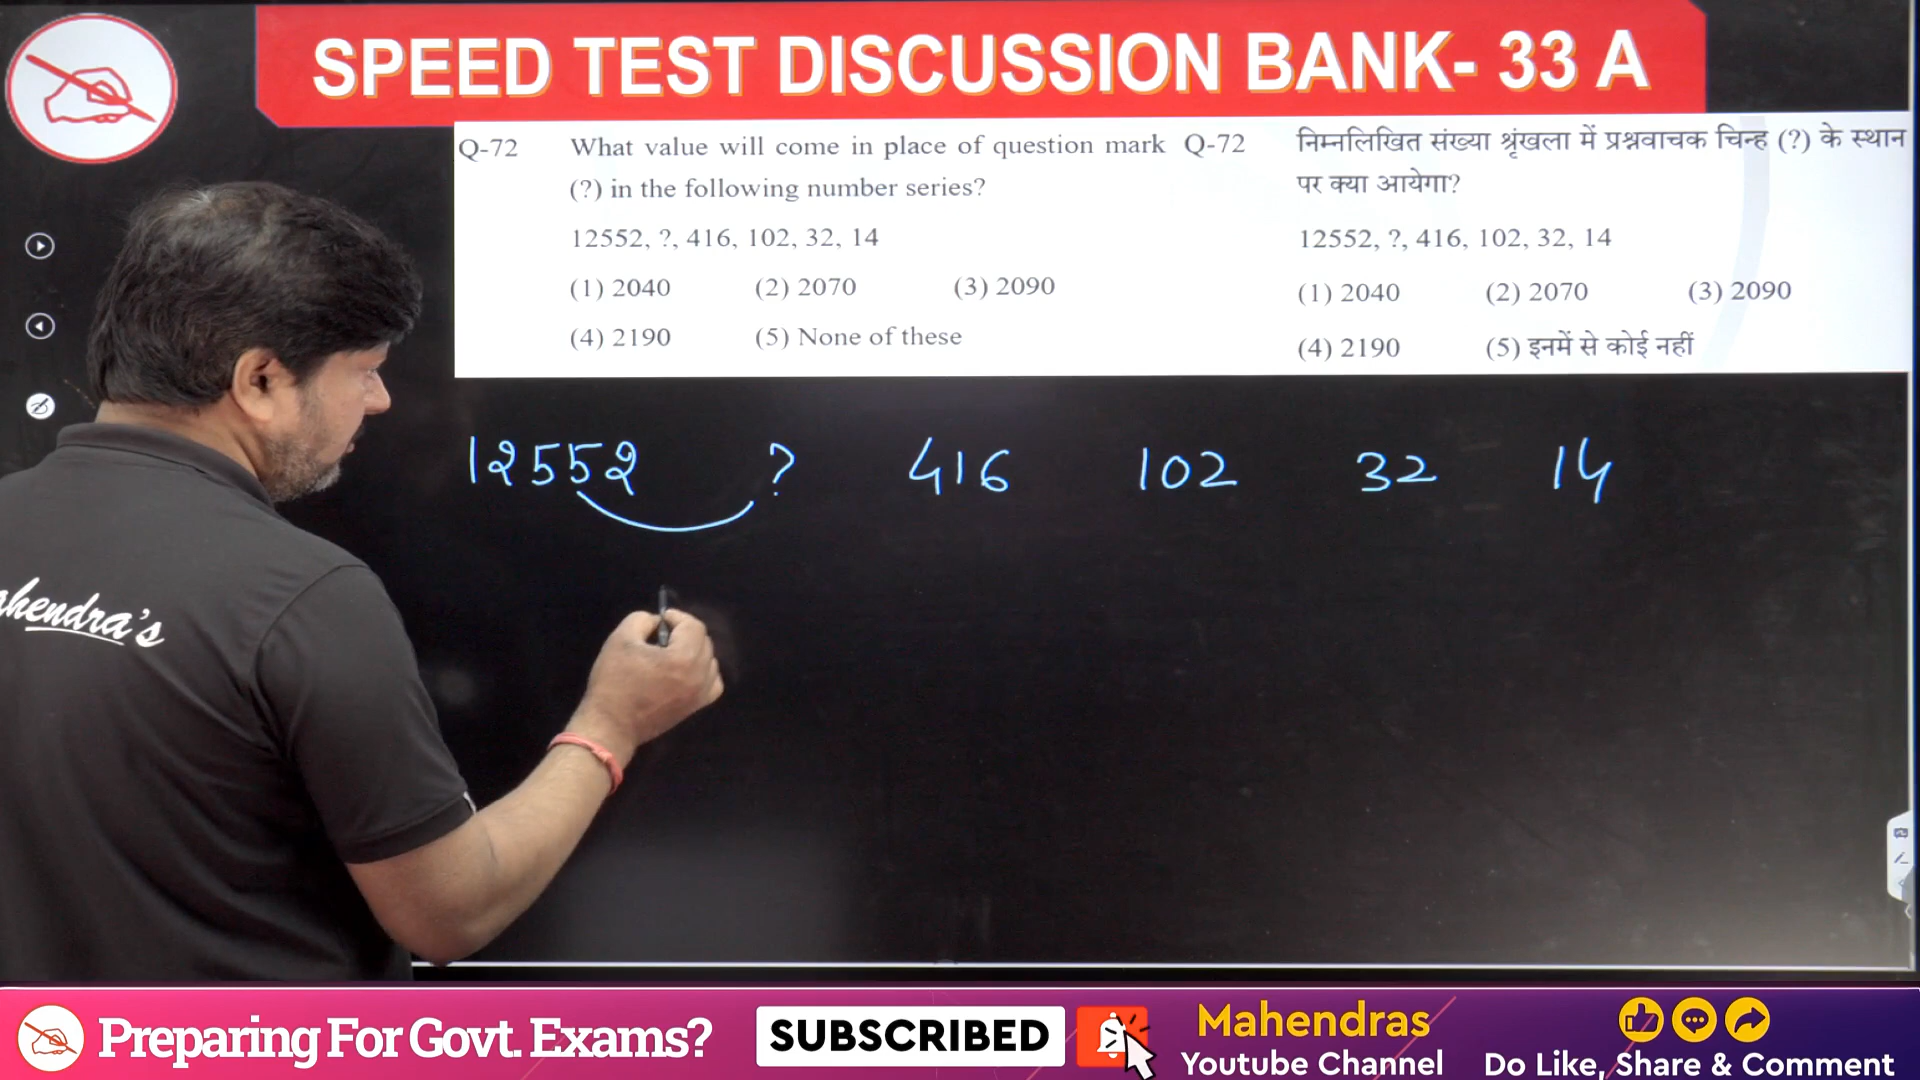 SPEED TEST DISCUSSION BANK- 33 A
Q-72 What value will come in place of question mark
(?) in the following number series?
12552, ?, 416, 102, 32, 14
(1) 2040 (2) 2070 (3) 2090
(4) 2190 (5) None of these
Q-72 निम्नलिखित संख्या श्रृंखला में प्रश्नवाचक चिन्ह (?) के स्थान
पर क्या आयेगा?
12552, ?, 416, 102, 32, 14
(1) 2040 (2) 2070 (3) 2090
(4) 2190 (5) इनमें से कोई नहीं
12552 ? 416 102 32 14
ahendra's
Preparing For Govt. Exams?
SUBSCRIBED
Mahendras
Youtube Channel
Do Like, Share & Comment